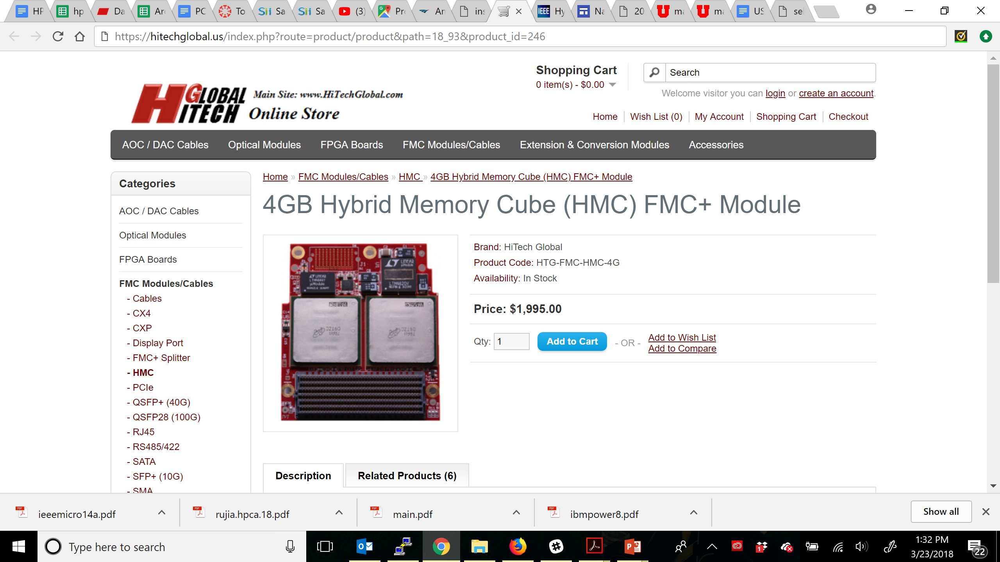 HP
hp
Da
Ar
PC
To
Sa
Sa
(3)
Pr
An
ins
Hy
Na
20
ma
ma
US
se
https://hitechglobal.us/index.php?route=product/product&path=18_93&product_id=246
Shopping Cart
0 item(s) - $0.00
Search
Welcome visitor you can login or create an account.
GLOBAL
HITECH
Main Site: www.HiTechGlobal.com
Online Store
Home
Wish List (0)
My Account
Shopping Cart
Checkout
AOC / DAC Cables
Optical Modules
FPGA Boards
FMC Modules/Cables
Extension & Conversion Modules
Accessories
Categories
AOC / DAC Cables
Optical Modules
FPGA Boards
FMC Modules/Cables
- Cables
- CX4
- CXP
- Display Port
- FMC+ Splitter
- HMC
- PCIe
- QSFP+ (40G)
- QSFP28 (100G)
- RJ45
- RS485/422
- SATA
- SFP+ (10G)
- SMA
Home » FMC Modules/Cables » HMC » 4GB Hybrid Memory Cube (HMC) FMC+ Module
4GB Hybrid Memory Cube (HMC) FMC+ Module
Brand: HiTech Global
Product Code: HTG-FMC-HMC-4G
Availability: In Stock
Price: $1,995.00
Qty: 1
Add to Cart
- OR -
Add to Wish List
Add to Compare
Description
Related Products (6)
ieeemicro14a.pdf
rujia.hpca.18.pdf
main.pdf
ibmpower8.pdf
Show all
Type here to search
1:32 PM
3/23/2018
22